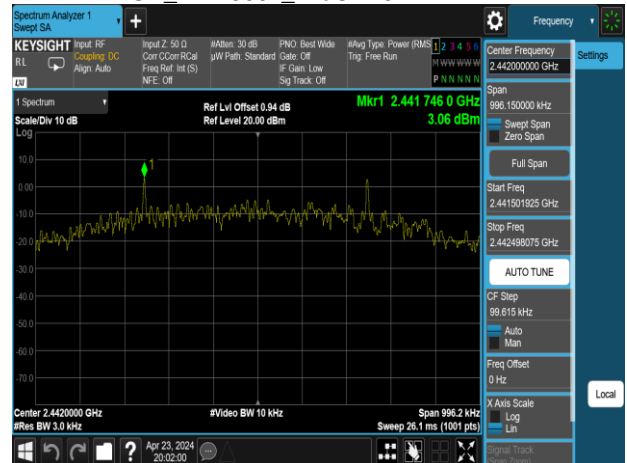 Spectrum Analyzer 1
Swept SA
+
Frequency
KEYSIGHT
RL
LXI
Input: RF
Coupling: DC
Align: Auto
Input Z: 50 Ω
Corr CCorr RCal
Freq Ref: Int (S)
NFE: Off
#Atten: 30 dB
µW Path: Standard
PNO: Best Wide
Gate: Off
IF Gain: Low
Sig Track: Off
#Avg Type: Power (RMS
Trig: Free Run
1 2 3 4 5 6
M W W W W W
P N N N N N
1 Spectrum
Scale/Div 10 dB
Log
Ref Lvl Offset 0.94 dB
Ref Level 20.00 dBm
Mkr1 2.441 746 0 GHz
3.06 dBm
1
10.0
0.00
-10.0
-20.0
-30.0
-40.0
-50.0
-60.0
-70.0
Center 2.4420000 GHz
#Res BW 3.0 kHz
#Video BW 10 kHz
Span 996.2 kHz
Sweep 26.1 ms (1001 pts)
Center Frequency
2.442000000 GHz
Span
996.150000 kHz
Swept Span
Zero Span
Full Span
Start Freq
2.441501925 GHz
Stop Freq
2.442498075 GHz
AUTO TUNE
CF Step
99.615 kHz
Auto
Man
Freq Offset
0 Hz
X Axis Scale
Log
Lin
Signal Track
(Span Zoom)
Settings
Local
?
Apr 23, 2024
20:02:00